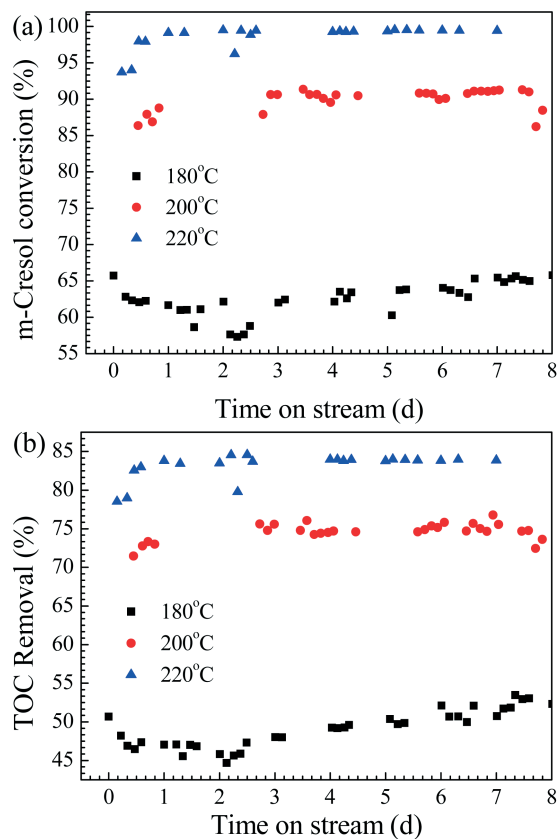 (a)
m-Cresol conversion (%)
100
95
90
85
80
75
70
65
60
55
180°C
200°C
220°C
0 1 2 3 4 5 6 7 8
Time on stream (d)
(b)
TOC Removal (%)
85
80
75
70
65
60
55
50
45
180°C
200°C
220°C
0 1 2 3 4 5 6 7 8
Time on stream (d)